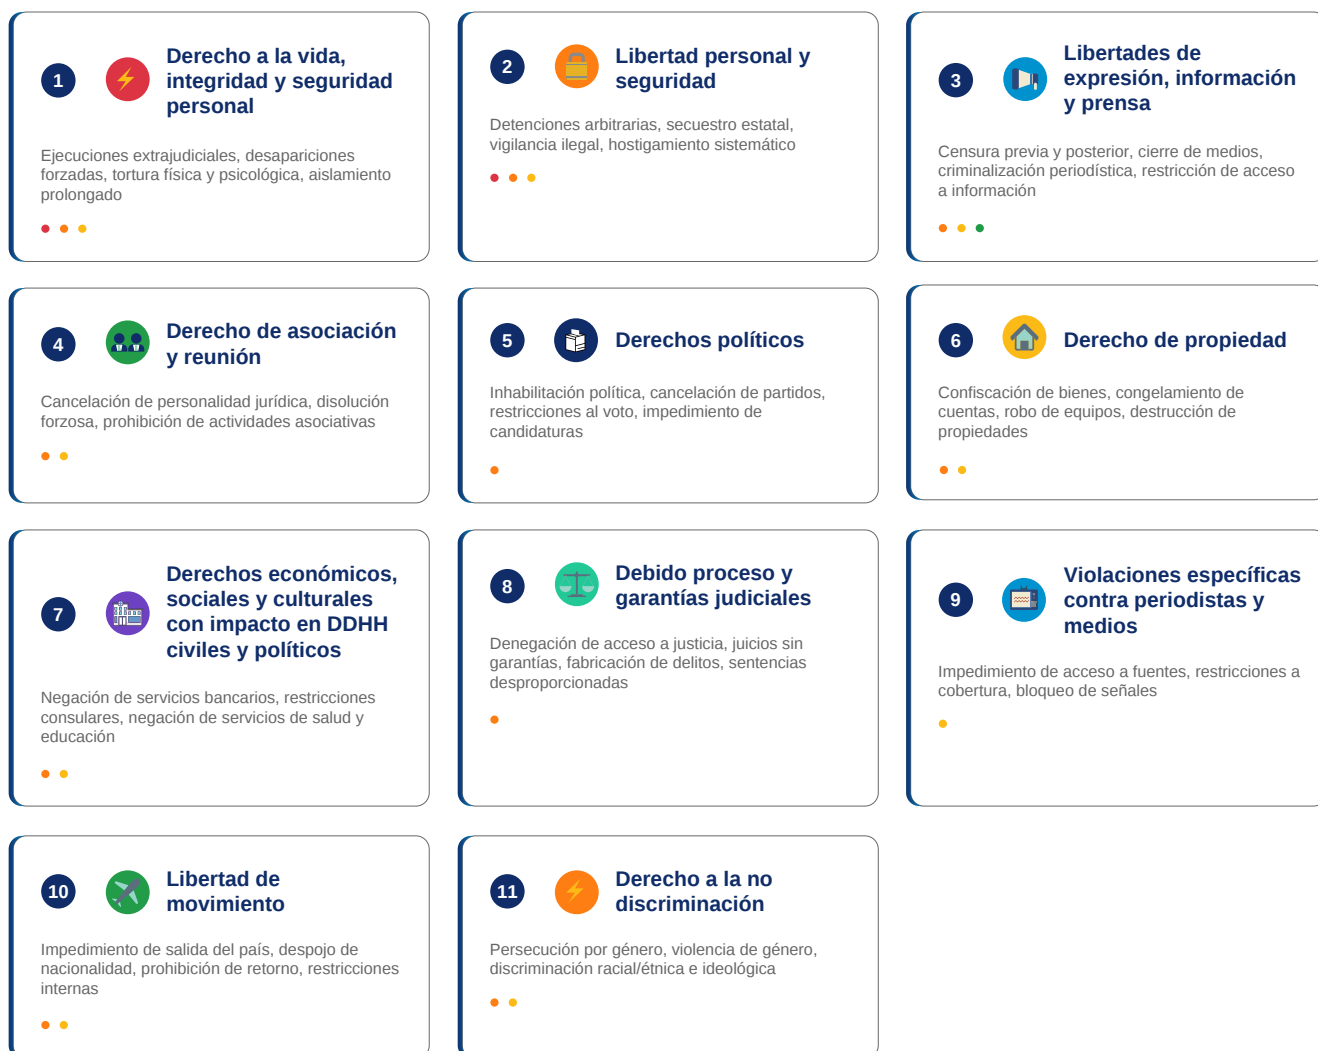 1
Derecho a la vida,
integridad y seguridad
personal
Ejecuciones extrajudiciales, desapariciones
forzadas, tortura física y psicológica, aislamiento
prolongado
2
Libertad personal y
seguridad
Detenciones arbitrarias, secuestro estatal,
vigilancia ilegal, hostigamiento sistemático
3
Libertades de
expresión, información
y prensa
Censura previa y posterior, cierre de medios,
criminalización periodística, restricción de acceso
a información
4
Derecho de asociación
y reunión
Cancelación de personalidad jurídica, disolución
forzosa, prohibición de actividades asociativas
5
Derechos políticos
Inhabilitación política, cancelación de partidos,
restricciones al voto, impedimento de
candidaturas
6
Derecho de propiedad
Confiscación de bienes, congelamiento de
cuentas, robo de equipos, destrucción de
propiedades
7
Derechos económicos,
sociales y culturales
con impacto en DDHH
civiles y políticos
Negación de servicios bancarios, restricciones
consulares, negación de servicios de salud y
educación
8
Debido proceso y
garantías judiciales
Denegación de acceso a justicia, juicios sin
garantías, fabricación de delitos, sentencias
desproporcionadas
9
Violaciones específicas
contra periodistas y
medios
Impedimiento de acceso a fuentes, restricciones a
cobertura, bloqueo de señales
10
Libertad de
movimiento
Impedimiento de salida del país, despojo de
nacionalidad, prohibición de retorno, restricciones
internas
11
Derecho a la no
discriminación
Persecución por género, violencia de género,
discriminación racial/étnica e ideológica